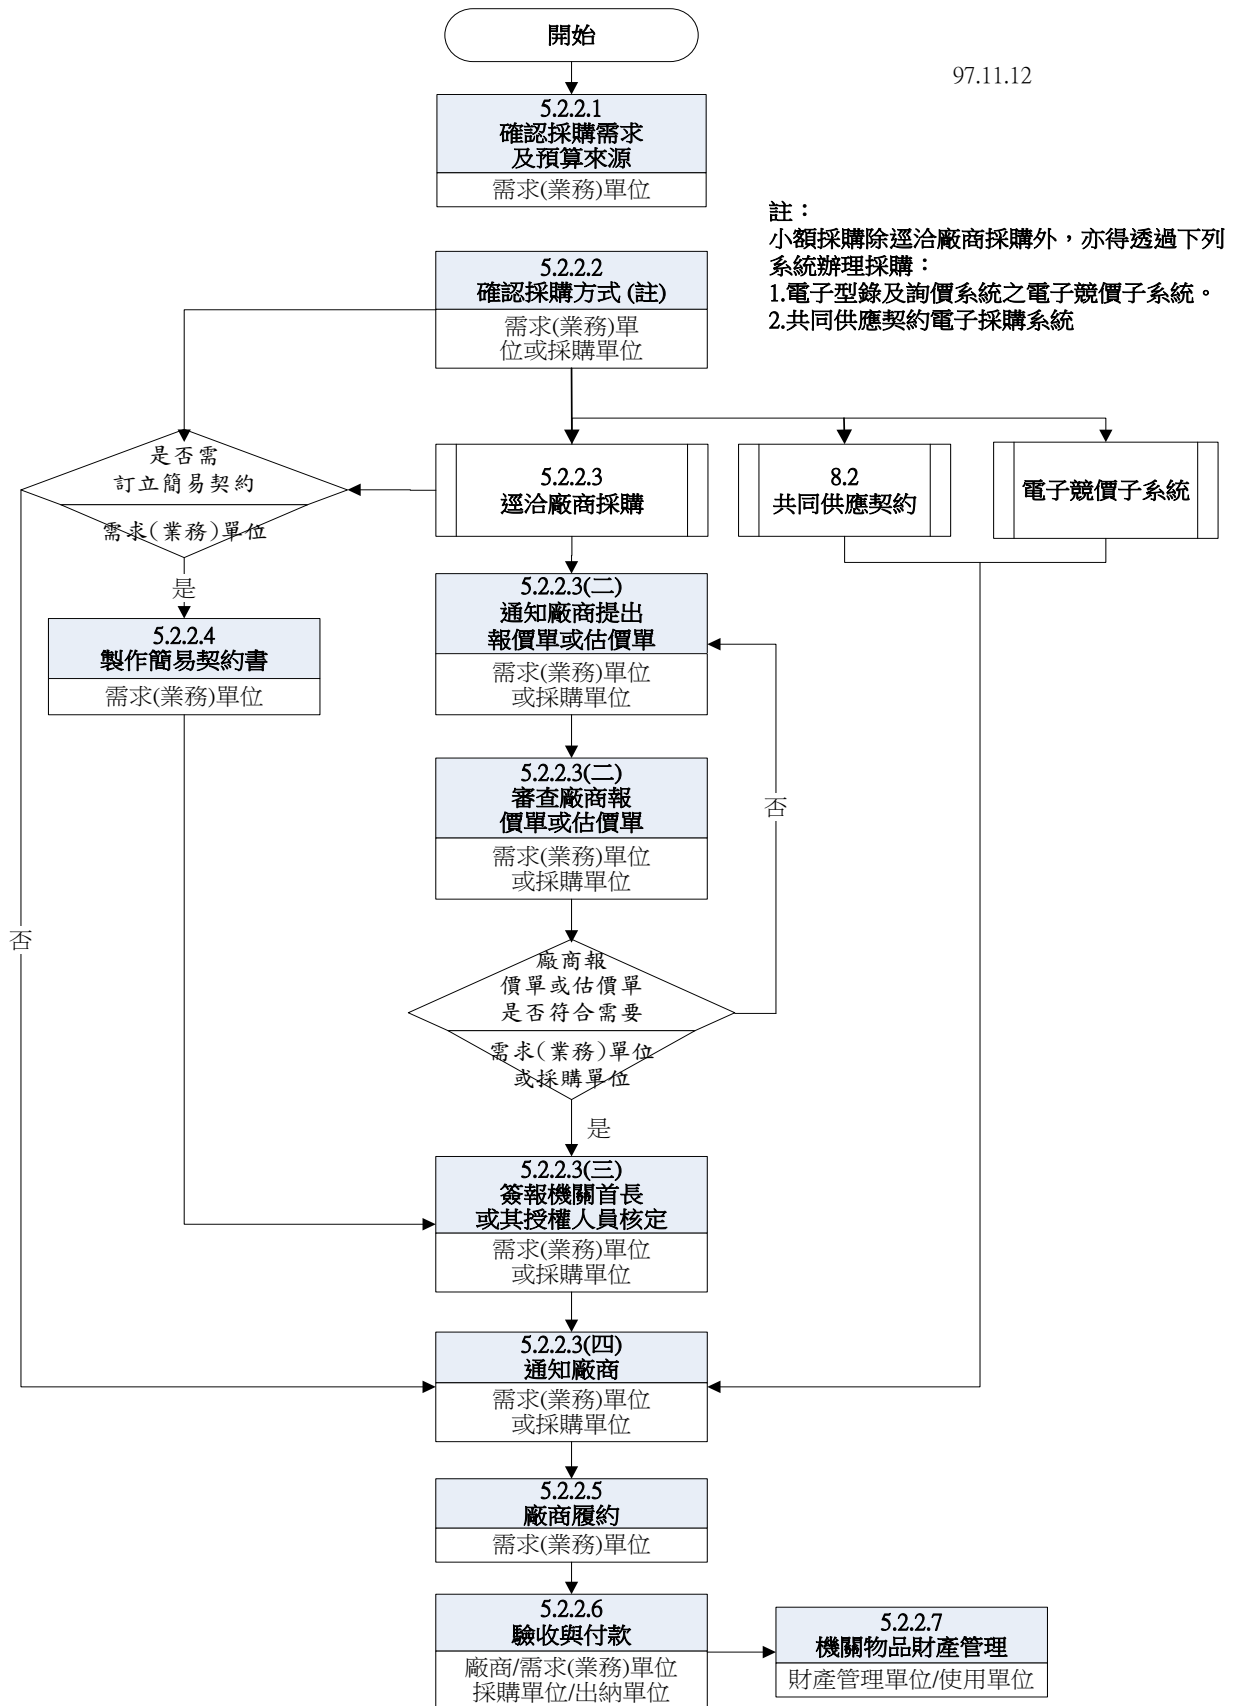 開始
97.11.12
5.2.2.1
確認採購需求
及預算來源
需求(業務)單位
註：
小額採購除逕洽廠商採購外，亦得透過下列
系統辦理採購：
1.電子型錄及詢價系統之電子競價子系統。
2.共同供應契約電子採購系統
5.2.2.2
確認採購方式 (註)
需求(業務)單
位或採購單位
是否需
訂立簡易契約
需求(業務)單位
5.2.2.3
逕洽廠商採購
8.2
共同供應契約
電子競價子系統
是
5.2.2.4
製作簡易契約書
需求(業務)單位
5.2.2.3(二)
通知廠商提出
報價單或估價單
需求(業務)單位
或採購單位
5.2.2.3(二)
審查廠商報
價單或估價單
需求(業務)單位
或採購單位
否
否
廠商報
價單或估價單
是否符合需要
需求(業務)單位
或採購單位
是
5.2.2.3(三)
簽報機關首長
或其授權人員核定
需求(業務)單位
或採購單位
5.2.2.3(四)
通知廠商
需求(業務)單位
或採購單位
5.2.2.5
廠商履約
需求(業務)單位
5.2.2.6
驗收與付款
廠商/需求(業務)單位
採購單位/出納單位
5.2.2.7
機關物品財產管理
財產管理單位/使用單位